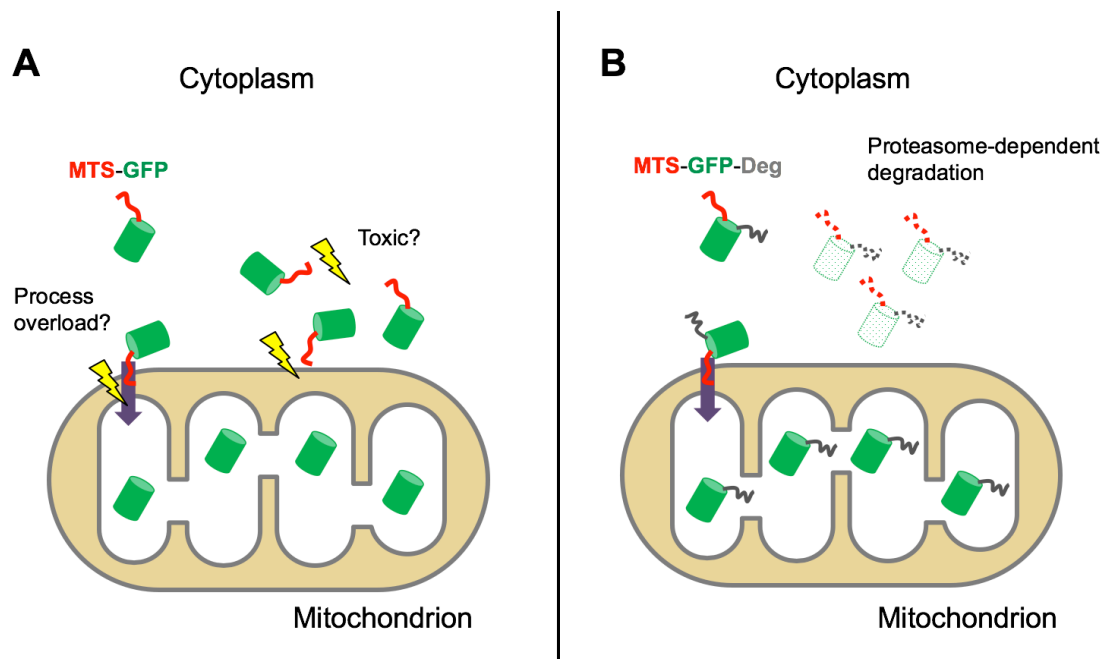 A
Cytoplasm
MTS-GFP
Toxic?
Process
overload?
Mitochondrion
B
Cytoplasm
Proteasome-dependent
degradation
MTS-GFP-Deg
Mitochondrion